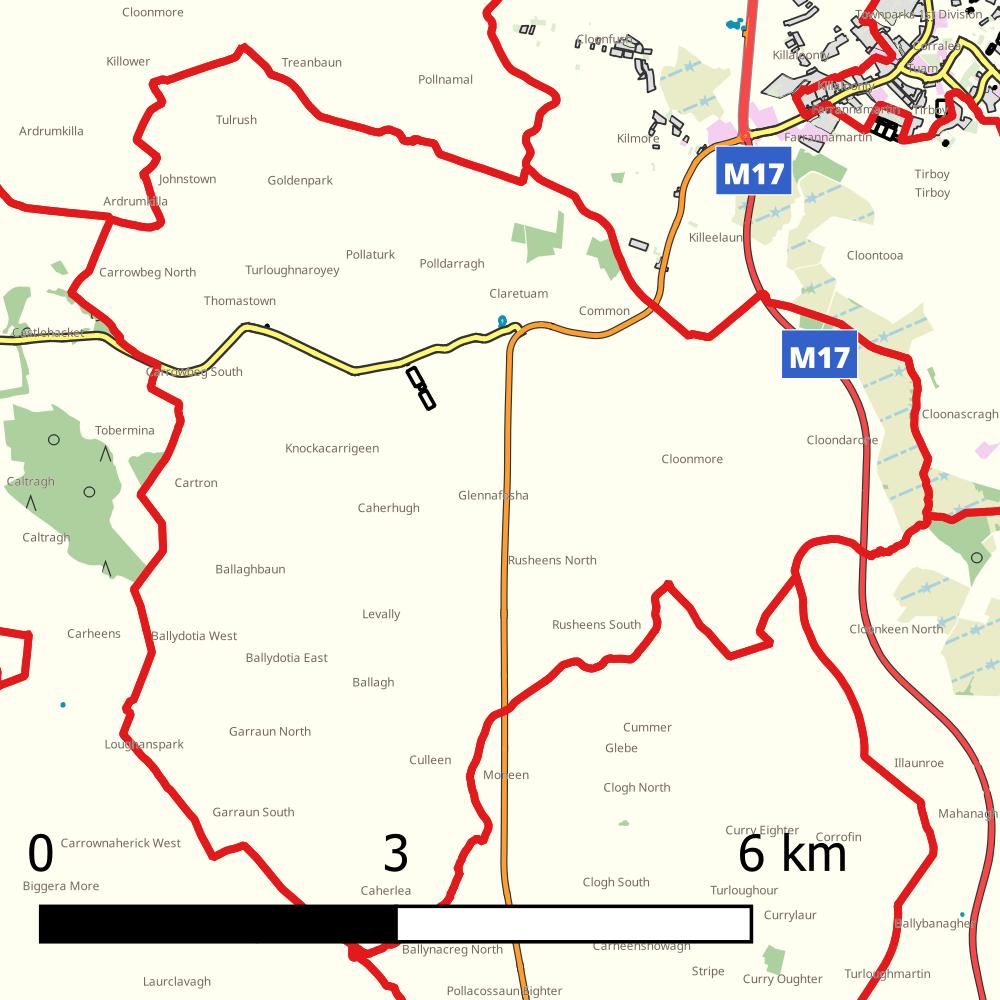 Cloonmore
Townparks 1st Division
Cloonfush
Corralea
Killaloonty
Killower
Treanbaun
Tuam
Pollnamal
Killaloonty
Farrannamartin
Tirboy
Tulrush
Ardrumkilla
Kilmore
Farrannamartin
M17
Tirboy
Johnstown
Goldenpark
Tirboy
Ardrumkilla
Killeelaun
Pollaturk
Cloontooa
Polldarragh
Carrowbeg North
Turloughnaroyey
Claretuam
Thomastown
Common
Castlehacket
M17
Carrowbeg South
Cloonascragh
Tobermina
Cloondarone
Knockacarrigeen
Cloonmore
Caltragh
Cartron
Glennafosha
Caherhugh
Caltragh
Rusheens North
Ballaghbaun
Levally
Rusheens South
Cloonkeen North
Carheens
Ballydotia West
Ballydotia East
Ballagh
Cummer
Garraun North
Loughanspark
Glebe
Culleen
Illaunroe
Moneen
Clogh North
Garraun South
Mahanagh
Curry Eighter
Corrofin
Carrownaherick West
0 3 6 km
Biggera More
Caherlea
Clogh South
Turloughour
Currylaur
Ballybanagher
Ballynacreg North
Carheenshowagh
Stripe
Turloughmartin
Laurclavagh
Curry Oughter
Pollacossaun Eighter